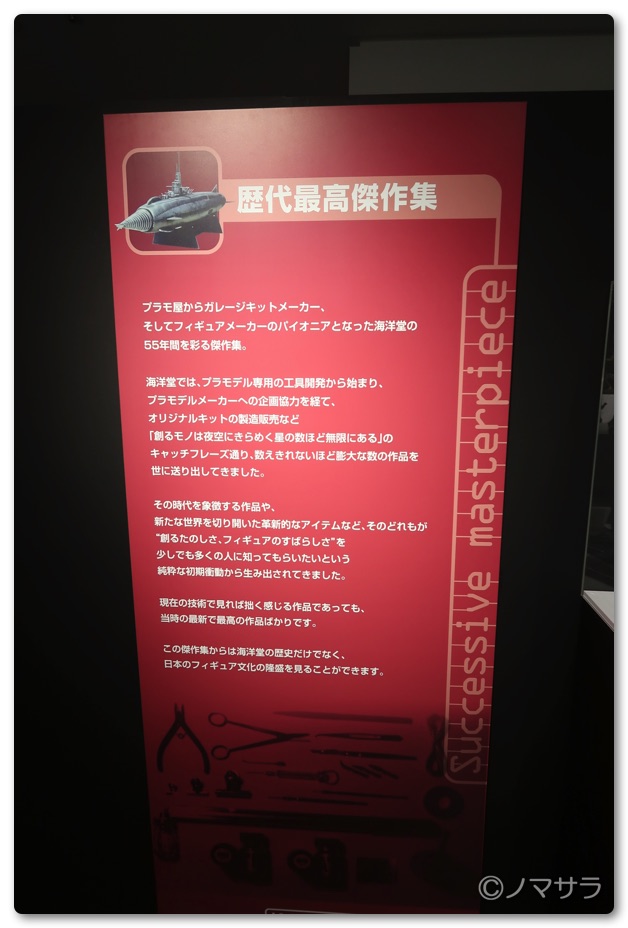 歴代最高傑作集
プラモ屋からガレージキットメーカー、
そしてフィギュアメーカーのパイオニアとなった海洋堂の
55年間を彩る傑作集。
海洋堂では、プラモデル専用の工具開発から始まり、
プラモデルメーカーへの企画協力を経て、
オリジナルキットの製造販売など
「創るモノは夜空にきらめく星の数ほど無限にある」の
キャッチフレーズ通り、数えきれないほど膨大な数の作品を
世に送り出してきました。
その時代を象徴する作品や、
新たな世界を切り開いた革新的なアイテムなど、そのどれもが
“創るたのしさ、フィギュアのすばらしさ”を
少しでも多くの人に知ってもらいたいという
純粋な初期衝動から生み出されてきました。
現在の技術で見れば拙く感じる作品であっても、
当時の最新で最高の作品ばかりです。
この傑作集からは海洋堂の歴史だけでなく、
日本のフィギュア文化の隆盛を見ることができます。
Successive masterpiece
©ノマサラ